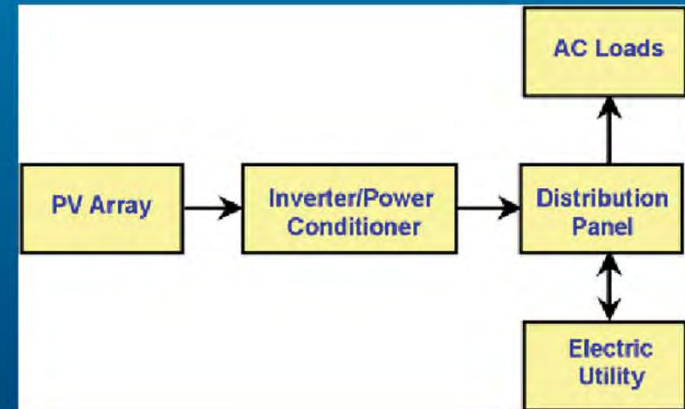 AC Loads
PV Array
Inverter/Power
Conditioner
Distribution
Panel
Electric
Utility